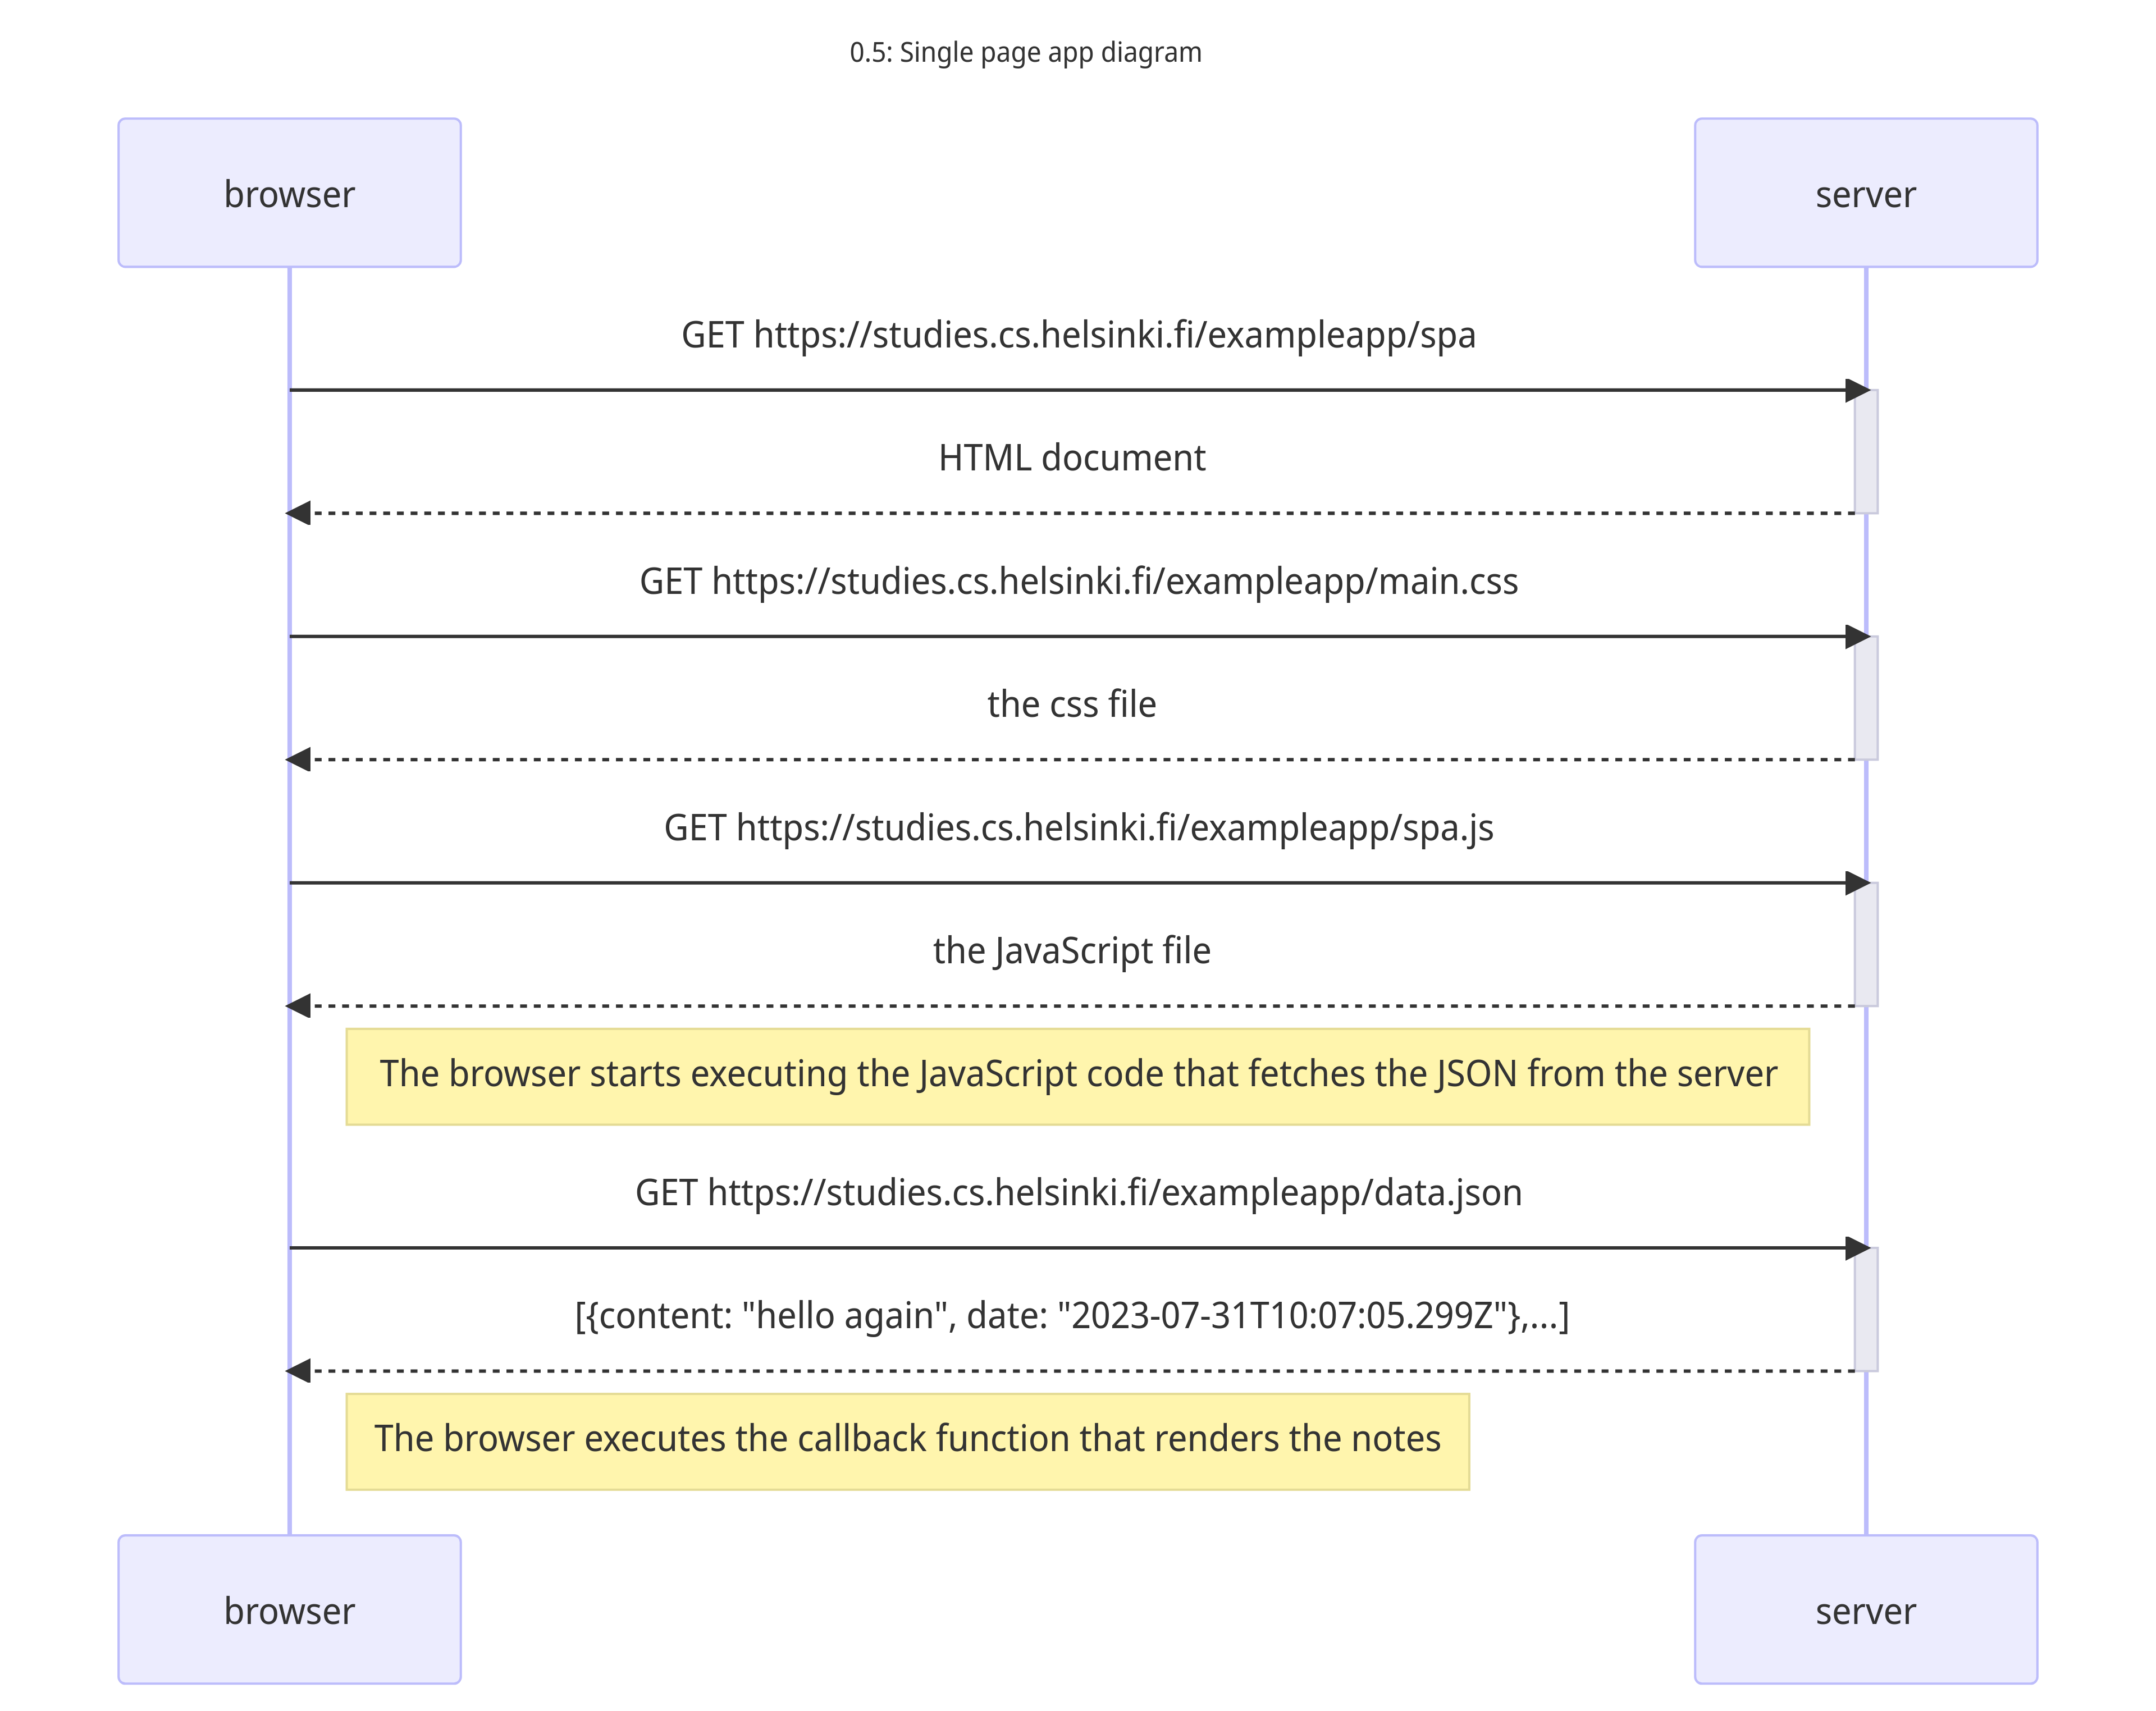 0.5: Single page app diagram
browser
server
GET https://studies.cs.helsinki.fi/exampleapp/spa
HTML document
GET https://studies.cs.helsinki.fi/exampleapp/main.css
the css file
GET https://studies.cs.helsinki.fi/exampleapp/spa.js
the JavaScript file
The browser starts executing the JavaScript code that fetches the JSON from the server
GET https://studies.cs.helsinki.fi/exampleapp/data.json
[{content: "hello again", date: "2023-07-31T10:07:05.299Z"},...]
The browser executes the callback function that renders the notes
browser
server